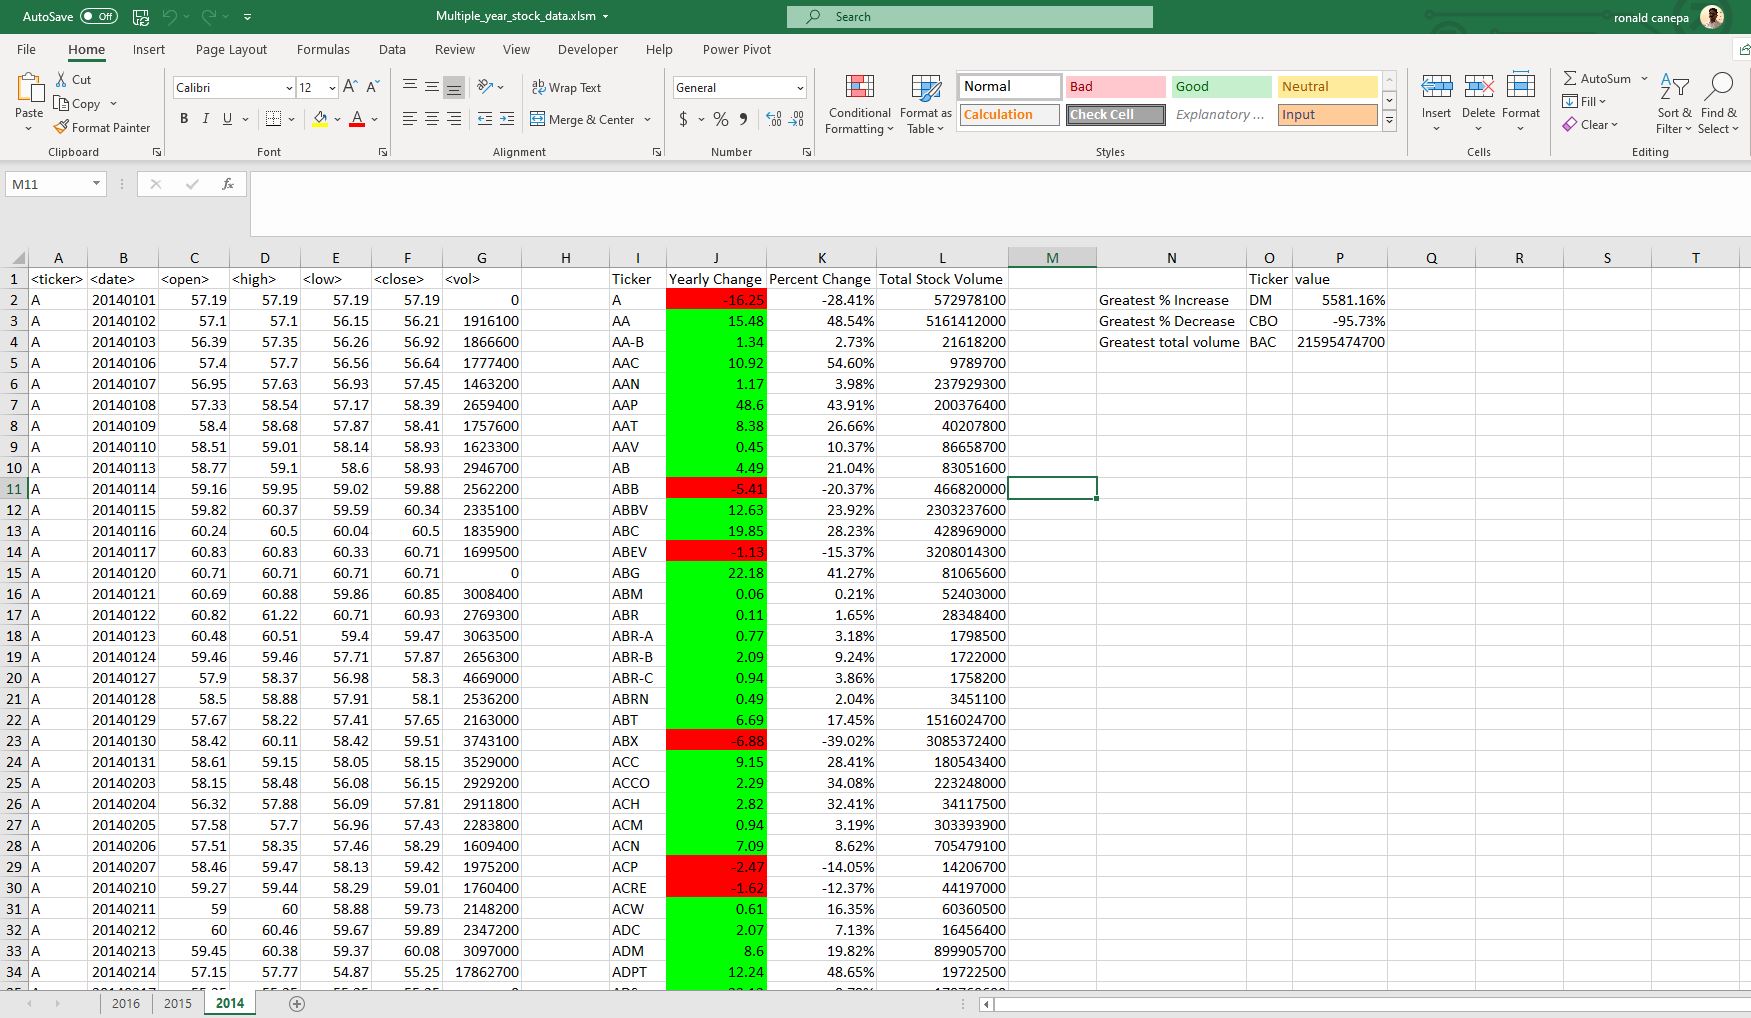 AutoSave Off Multiple_year_stock_data.xlsm Search ronald canepa
File Home Insert Page Layout Formulas Data Review View Developer Help Power Pivot
Paste Cut Copy Format Painter Clipboard
Calibri 12 A A B I U A Font
Wrap Text Merge & Center Alignment
General $ % Number
Conditional Formatting Format as Table
Normal Bad Good Neutral
Calculation Check Cell Explanatory ... Input
Styles
Insert Delete Format Cells
AutoSum Fill Clear Sort & Filter Find & Select Editing
M11 fx
A B C D E F G H I J K L M N O P Q R S T
1 <ticker> <date> <open> <high> <low> <close> <vol> Ticker Yearly Change Percent Change Total Stock Volume Ticker value
2 A 20140101 57.19 57.19 57.19 57.19 0 A -16.25 -28.41% 572978100 Greatest % Increase DM 5581.16%
3 A 20140102 57.1 57.1 56.15 56.21 1916100 AA 15.48 48.54% 5161412000 Greatest % Decrease CBO -95.73%
4 A 20140103 56.39 57.35 56.26 56.92 1866600 AA-B 1.34 2.73% 21618200 Greatest total volume BAC 21595474700
5 A 20140106 57.4 57.7 56.56 56.64 1777400 AAC 10.92 54.60% 9789700
6 A 20140107 56.95 57.63 56.93 57.45 1463200 AAN 1.17 3.98% 237929300
7 A 20140108 57.33 58.54 57.17 58.39 2659400 AAP 48.6 43.91% 200376400
8 A 20140109 58.4 58.68 57.87 58.41 1757600 AAT 8.38 26.66% 40207800
9 A 20140110 58.51 59.01 58.14 58.93 1623300 AAV 0.45 10.37% 86658700
10 A 20140113 58.77 59.1 58.6 58.93 2946700 AB 4.49 21.04% 83051600
11 A 20140114 59.16 59.95 59.02 59.88 2562200 ABB -5.41 -20.37% 466820000
12 A 20140115 59.82 60.37 59.59 60.34 2335100 ABBV 12.63 23.92% 2303237600
13 A 20140116 60.24 60.5 60.04 60.5 1835900 ABC 19.85 28.23% 428969000
14 A 20140117 60.83 60.83 60.33 60.71 1699500 ABEV -1.13 -15.37% 3208014300
15 A 20140120 60.71 60.71 60.71 60.71 0 ABG 22.18 41.27% 81065600
16 A 20140121 60.69 60.88 59.86 60.85 3008400 ABM 0.06 0.21% 52403000
17 A 20140122 60.82 61.22 60.71 60.93 2769300 ABR 0.11 1.65% 28348400
18 A 20140123 60.48 60.51 59.4 59.47 3063500 ABR-A 0.77 3.18% 1798500
19 A 20140124 59.46 59.46 57.71 57.87 2656300 ABR-B 2.09 9.24% 1722000
20 A 20140127 57.9 58.37 56.98 58.3 4669000 ABR-C 0.94 3.86% 1758200
21 A 20140128 58.5 58.88 57.91 58.1 2536200 ABRN 0.49 2.04% 3451100
22 A 20140129 57.67 58.22 57.41 57.65 2163000 ABT 6.69 17.45% 1516024700
23 A 20140130 58.42 60.11 58.42 59.51 3743100 ABX -6.88 -39.02% 3085372400
24 A 20140131 58.61 59.15 58.05 58.15 3529000 ACC 9.15 28.41% 180543400
25 A 20140203 58.15 58.48 56.08 56.15 2929200 ACCO 2.29 34.08% 223248000
26 A 20140204 56.32 57.88 56.09 57.81 2911800 ACH 2.82 32.41% 34117500
27 A 20140205 57.58 57.7 56.96 57.43 2283800 ACM 0.94 3.19% 303393900
28 A 20140206 57.51 58.35 57.46 58.29 1609400 ACN 7.09 8.62% 705479100
29 A 20140207 58.46 59.47 58.13 59.42 1975200 ACP -2.47 -14.05% 14206700
30 A 20140210 59.27 59.44 58.29 59.01 1760400 ACRE -1.62 -12.37% 44197000
31 A 20140211 59 60 58.88 59.73 2148200 ACW 0.61 16.35% 60360500
32 A 20140212 60 60.46 59.67 59.89 2347200 ADC 2.07 7.13% 16456400
33 A 20140213 59.45 60.38 59.37 60.08 3097000 ADM 8.6 19.82% 899905700
34 A 20140214 57.15 57.77 54.87 55.25 17862700 ADPT 12.24 48.65% 19722500
2016 2015 2014